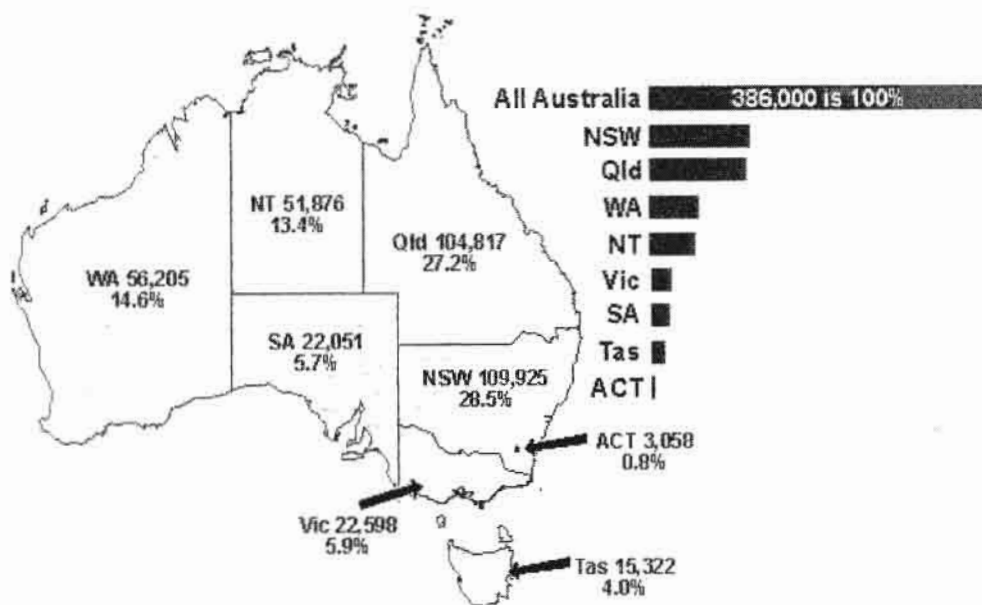 All Australia 386,000 is 100%
NSW
Qld
WA
NT
Vic
SA
Tas
ACT
NT 51,876
13.4%
Qld 104,817
27.2%
WA 56,205
14.6%
SA 22,051
5.7%
NSW 109,925
28.5%
ACT 3,058
0.8%
Vic 22,598
5.9%
Tas 15,322
4.0%